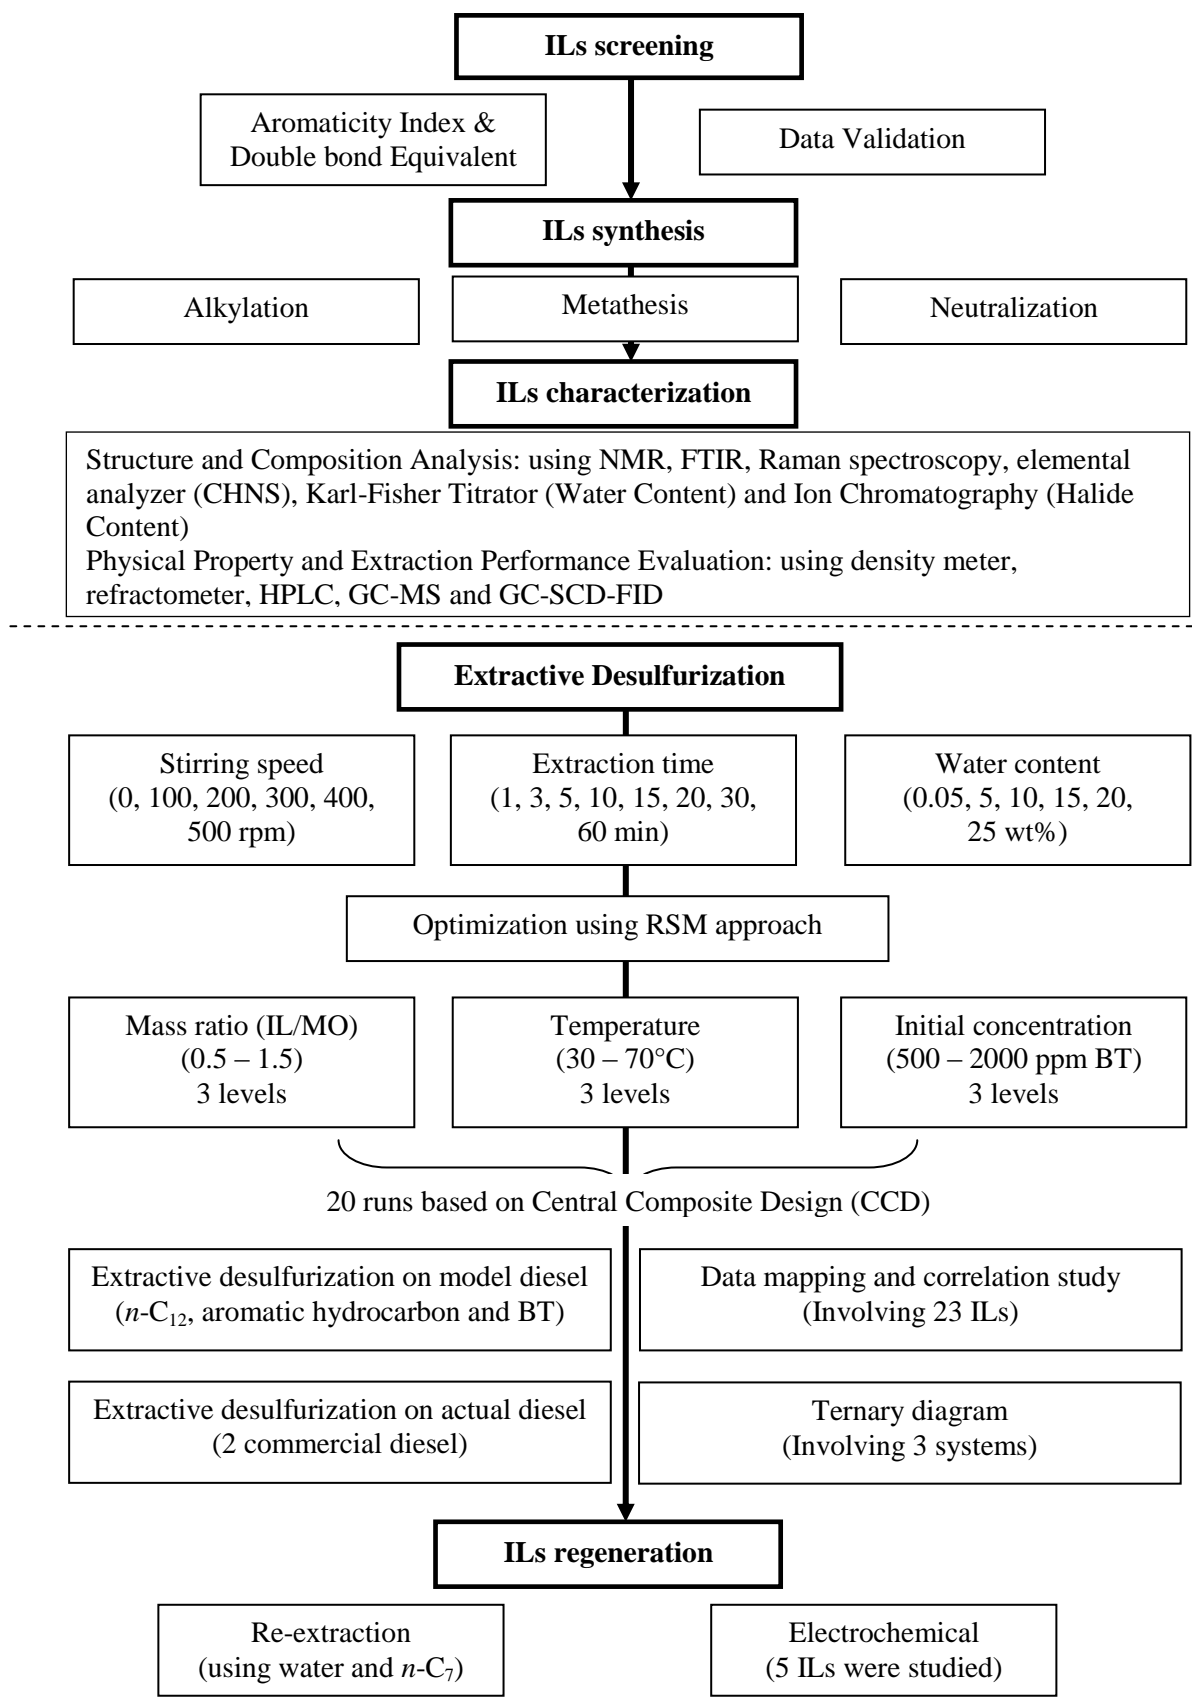 ILs screening
Aromaticity Index &
Double bond Equivalent
Data Validation
ILs synthesis
Alkylation
Metathesis
Neutralization
ILs characterization
Structure and Composition Analysis: using NMR, FTIR, Raman spectroscopy, elemental
analyzer (CHNS), Karl-Fisher Titrator (Water Content) and Ion Chromatography (Halide
Content)
Physical Property and Extraction Performance Evaluation: using density meter,
refractometer, HPLC, GC-MS and GC-SCD-FID
Extractive Desulfurization
Stirring speed
(0, 100, 200, 300, 400,
500 rpm)
Extraction time
(1, 3, 5, 10, 15, 20, 30,
60 min)
Water content
(0.05, 5, 10, 15, 20,
25 wt%)
Optimization using RSM approach
Mass ratio (IL/MO)
(0.5 – 1.5)
3 levels
Temperature
(30 – 70°C)
3 levels
Initial concentration
(500 – 2000 ppm BT)
3 levels
20 runs based on Central Composite Design (CCD)
Extractive desulfurization on model diesel
(n-C₁₂, aromatic hydrocarbon and BT)
Data mapping and correlation study
(Involving 23 ILs)
Extractive desulfurization on actual diesel
(2 commercial diesel)
Ternary diagram
(Involving 3 systems)
ILs regeneration
Re-extraction
(using water and n-C₇)
Electrochemical
(5 ILs were studied)